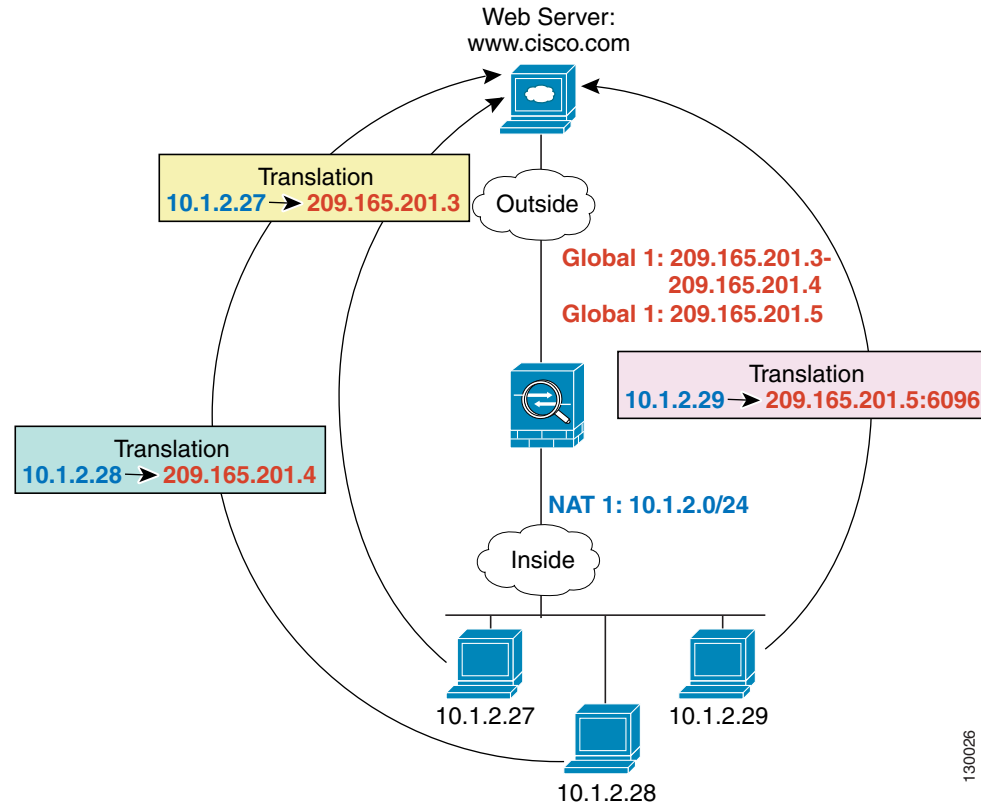 Web Server:
www.cisco.com
Translation
10.1.2.27 209.165.201.3
Outside
Global 1: 209.165.201.3-
209.165.201.4
Global 1: 209.165.201.5
Translation
10.1.2.29 209.165.201.5:6096
Translation
10.1.2.28 209.165.201.4
NAT 1: 10.1.2.0/24
Inside
10.1.2.27
10.1.2.29
10.1.2.28
130026